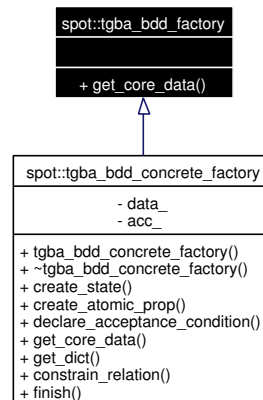 spot::tgba_bdd_factory
+ get_core_data()
spot::tgba_bdd_concrete_factory
- data_
- acc_
+ tgba_bdd_concrete_factory()
+ ~tgba_bdd_concrete_factory()
+ create_state()
+ create_atomic_prop()
+ declare_acceptance_condition()
+ get_core_data()
+ get_dict()
+ constrain_relation()
+ finish()